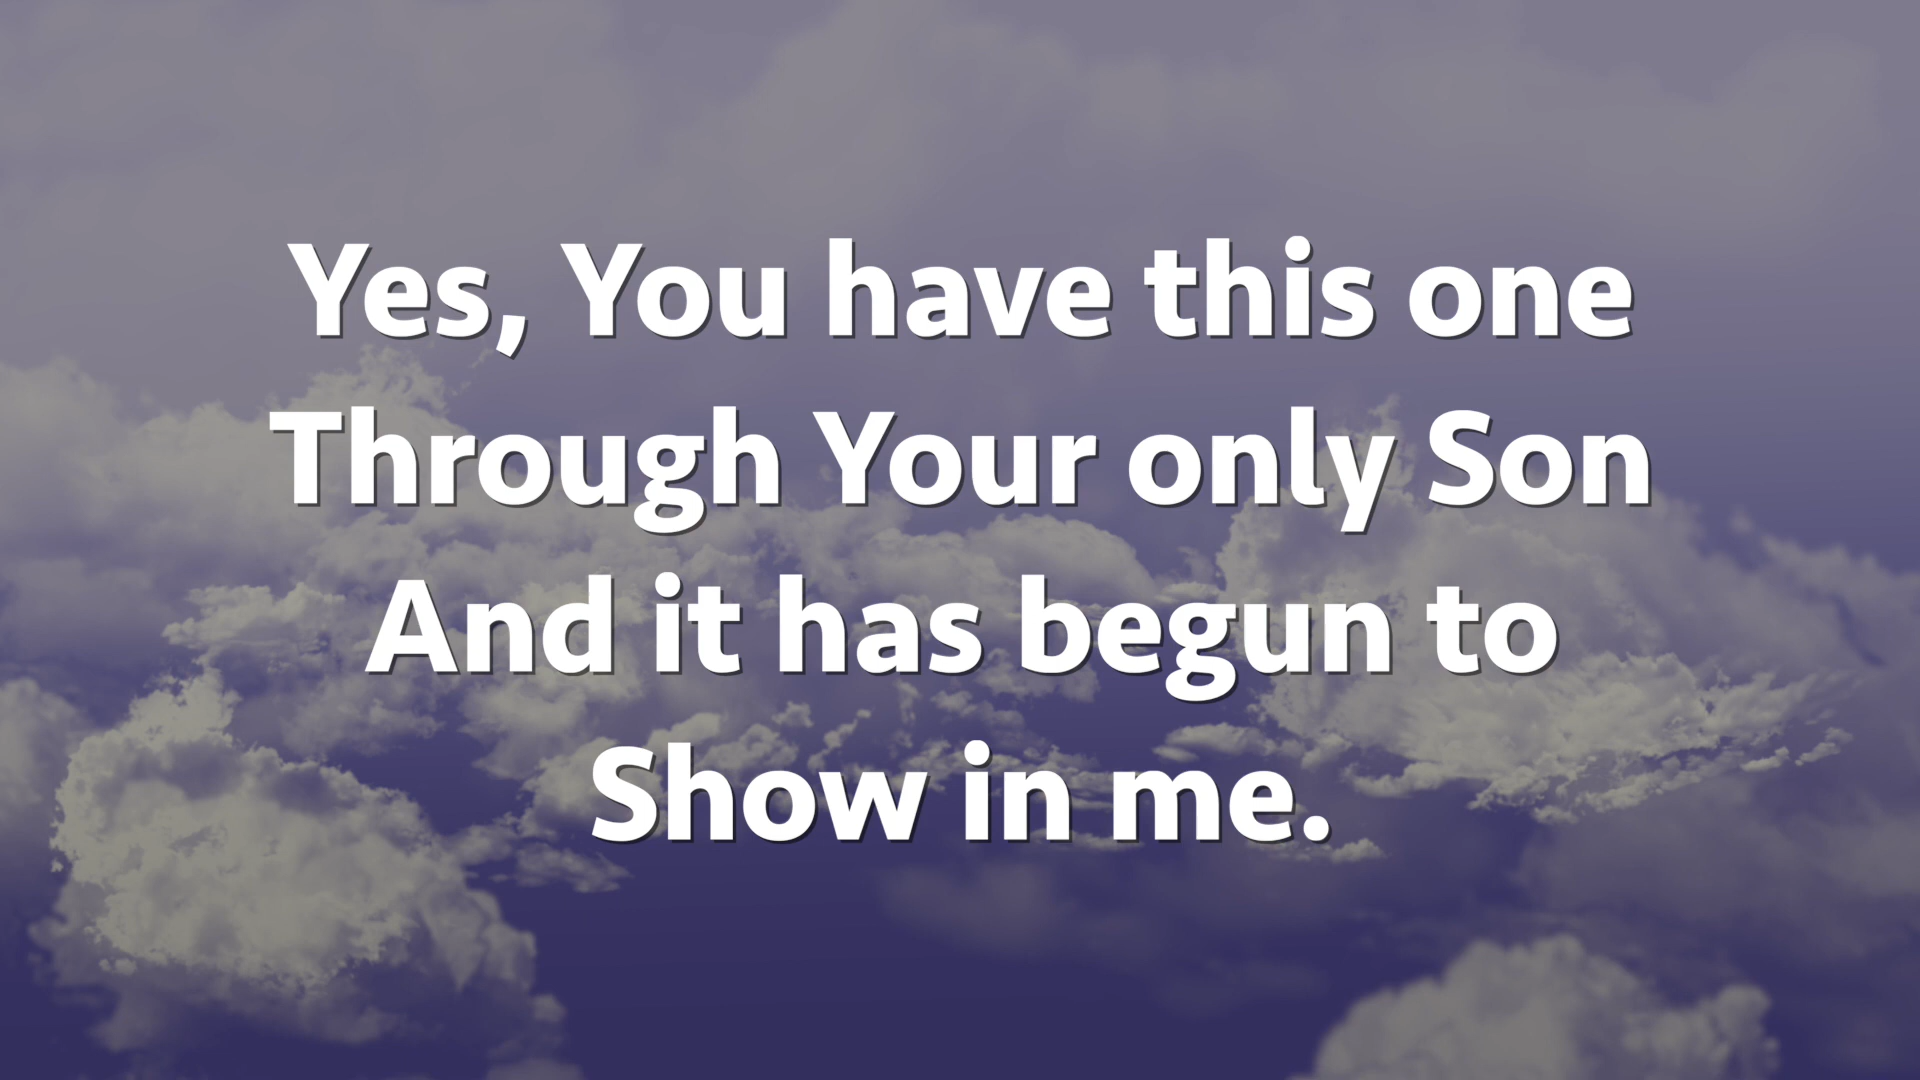 Yes, You have this one
Through Your only Son
And it has begun to
Show in me.